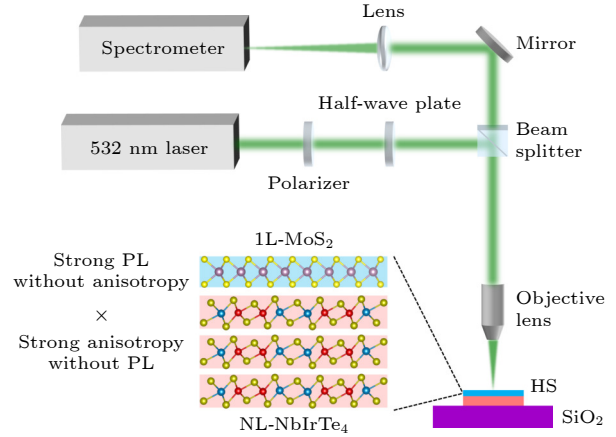 Lens
Spectrometer
Mirror
Half-wave plate
532 nm laser
Beam
splitter
Polarizer
1L-MoS₂
Strong PL
without anisotropy
×
Strong anisotropy
without PL
Objective
lens
HS
SiO₂
NL-NbIrTe₄